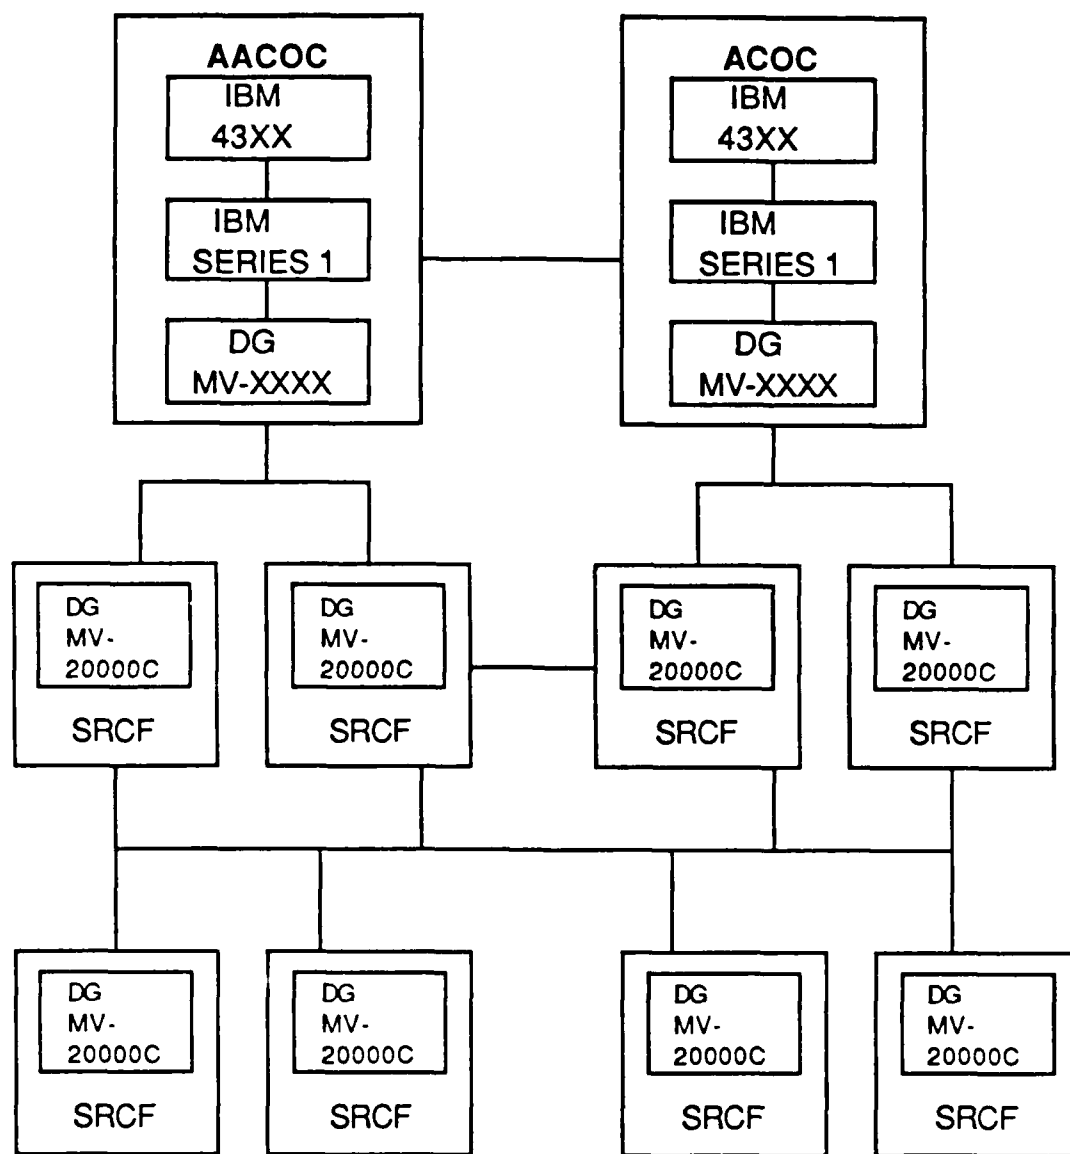 AACOC
IBM
43XX
IBM
SERIES 1
DG
MV-XXXX
ACOC
IBM
43XX
IBM
SERIES 1
DG
MV-XXXX
DG
MV-
20000C
SRCF
DG
MV-
20000C
SRCF
DG
MV-
20000C
SRCF
DG
MV-
20000C
SRCF
DG
MV-
20000C
SRCF
DG
MV-
20000C
SRCF
DG
MV-
20000C
SRCF
DG
MV-
20000C
SRCF